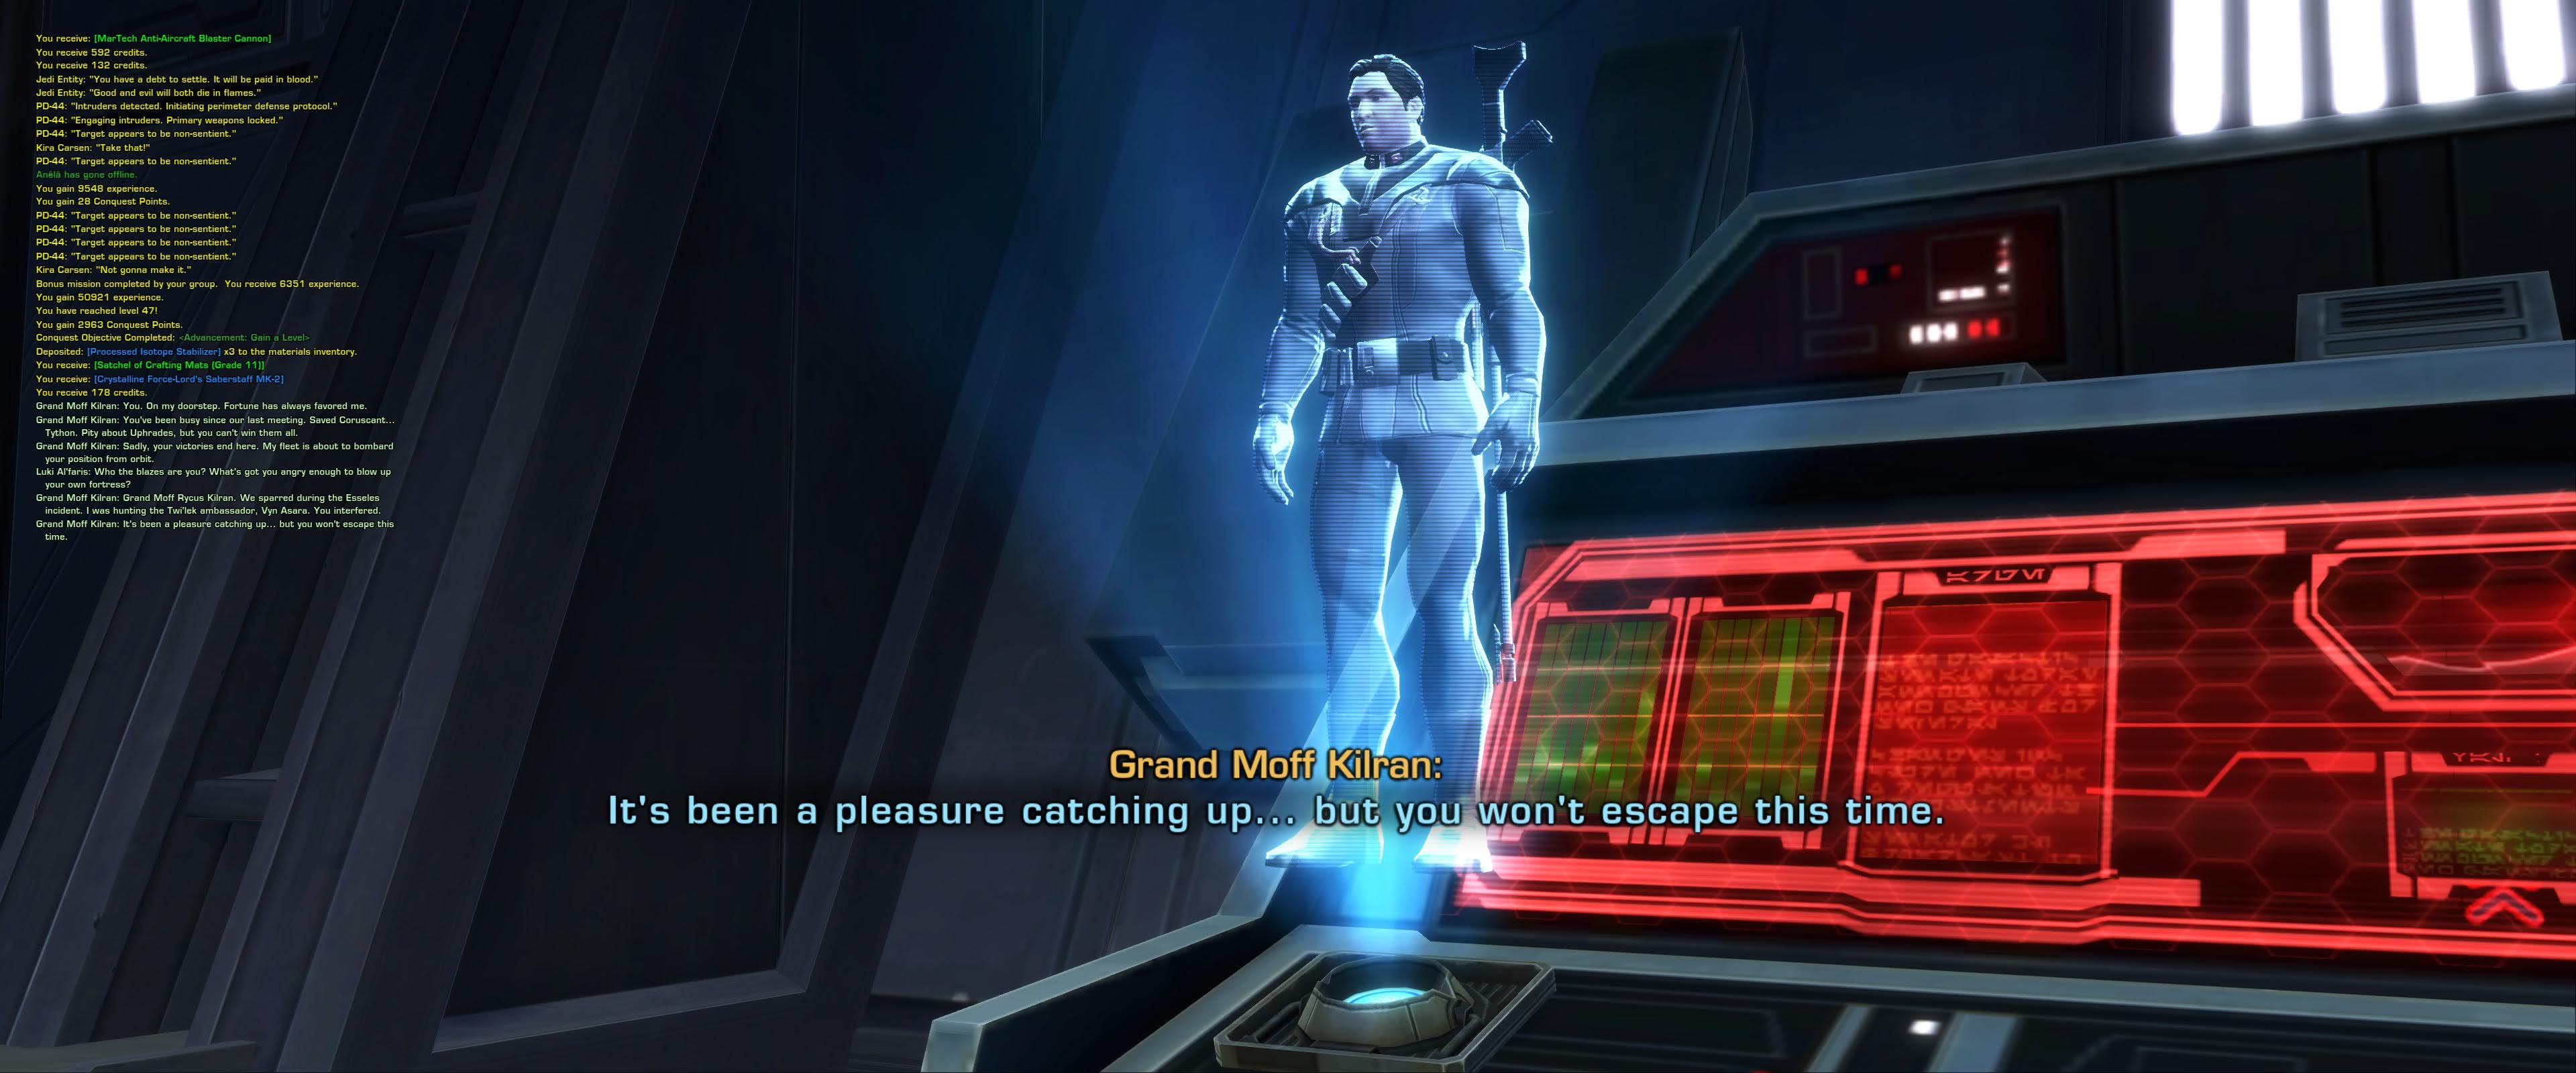 You receive: [MarTech Anti-Aircraft Blaster Cannon]
You receive 592 credits.
You receive 132 credits.
Jedi Entity: "You have a debt to settle. It will be paid in blood."
Jedi Entity: "Good and evil will both die in flames."
PD-44: "Intruders detected. Initiating perimeter defense protocol."
PD-44: "Engaging intruders. Primary weapons locked."
PD-44: "Target appears to be non-sentient."
Kira Carsen: "Take that!"
PD-44: "Target appears to be non-sentient."
Anêlà has gone offline.
You gain 9548 experience.
You gain 28 Conquest Points.
PD-44: "Target appears to be non-sentient."
PD-44: "Target appears to be non-sentient."
PD-44: "Target appears to be non-sentient."
PD-44: "Target appears to be non-sentient."
Kira Carsen: "Not gonna make it."
Bonus mission completed by your group.  You receive 6351 experience.
You gain 50921 experience.
You have reached level 47!
You gain 2963 Conquest Points.
Conquest Objective Completed: <Advancement: Gain a Level>
Deposited: [Processed Isotope Stabilizer] x3 to the materials inventory.
You receive: [Satchel of Crafting Mats (Grade 11)]
You receive: [Crystalline Force-Lord's Saberstaff MK-2]
You receive 178 credits.
Grand Moff Kilran: You. On my doorstep. Fortune has always favored me.
Grand Moff Kilran: You've been busy since our last meeting. Saved Coruscant...
Tython. Pity about Uphrades, but you can't win them all.
Grand Moff Kilran: Sadly, your victories end here. My fleet is about to bombard
your position from orbit.
Luki Al'faris: Who the blazes are you? What's got you angry enough to blow up
your own fortress?
Grand Moff Kilran: Grand Moff Rycus Kilran. We sparred during the Esseles
incident. I was hunting the Twi'lek ambassador, Vyn Asara. You interfered.
Grand Moff Kilran: It's been a pleasure catching up... but you won't escape this
time.
Grand Moff Kilran:
It's been a pleasure catching up... but you won't escape this time.